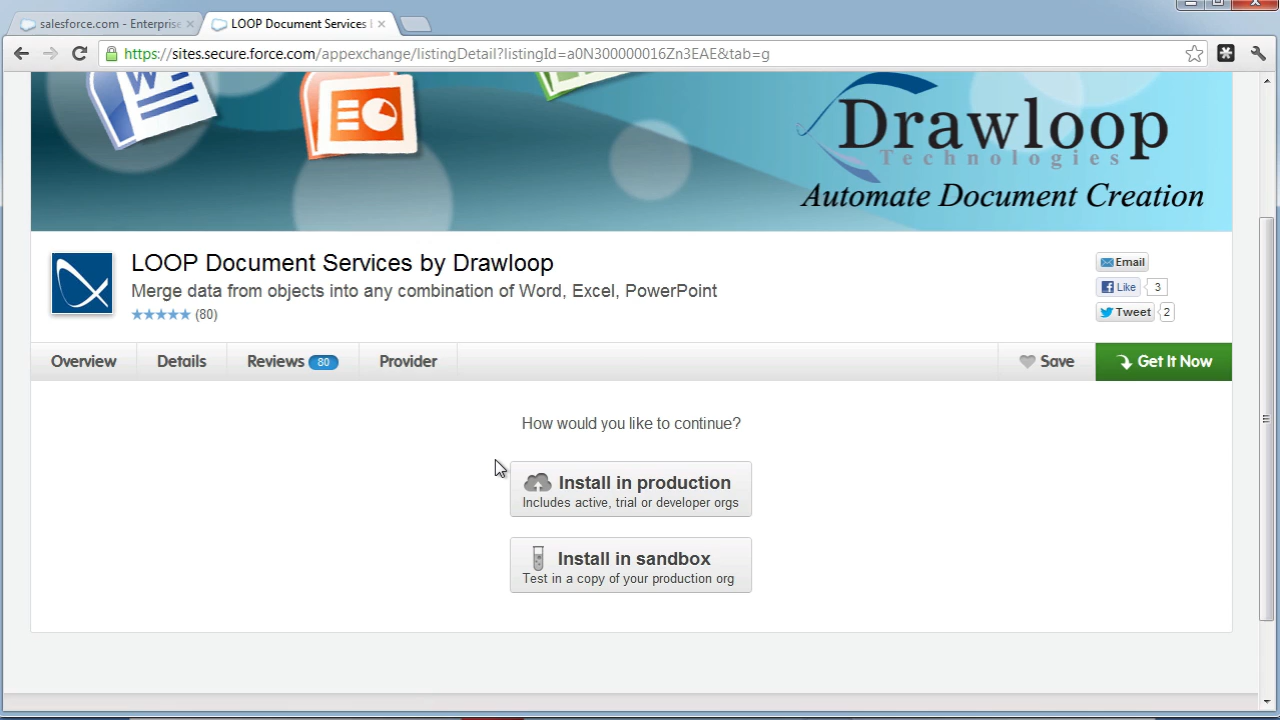 salesforce.com - Enterprise
LOOP Document Services
https://sites.secure.force.com/appexchange/listingDetail?listingId=a0N300000016Zn3EAE&tab=g
W
Drawloop
Technologies
Automate Document Creation
LOOP Document Services by Drawloop
Merge data from objects into any combination of Word, Excel, PowerPoint
(80)
Email
Like 3
Tweet 2
Overview Details Reviews 80 Provider Save Get It Now
How would you like to continue?
Install in production
Includes active, trial or developer orgs
Install in sandbox
Test in a copy of your production org